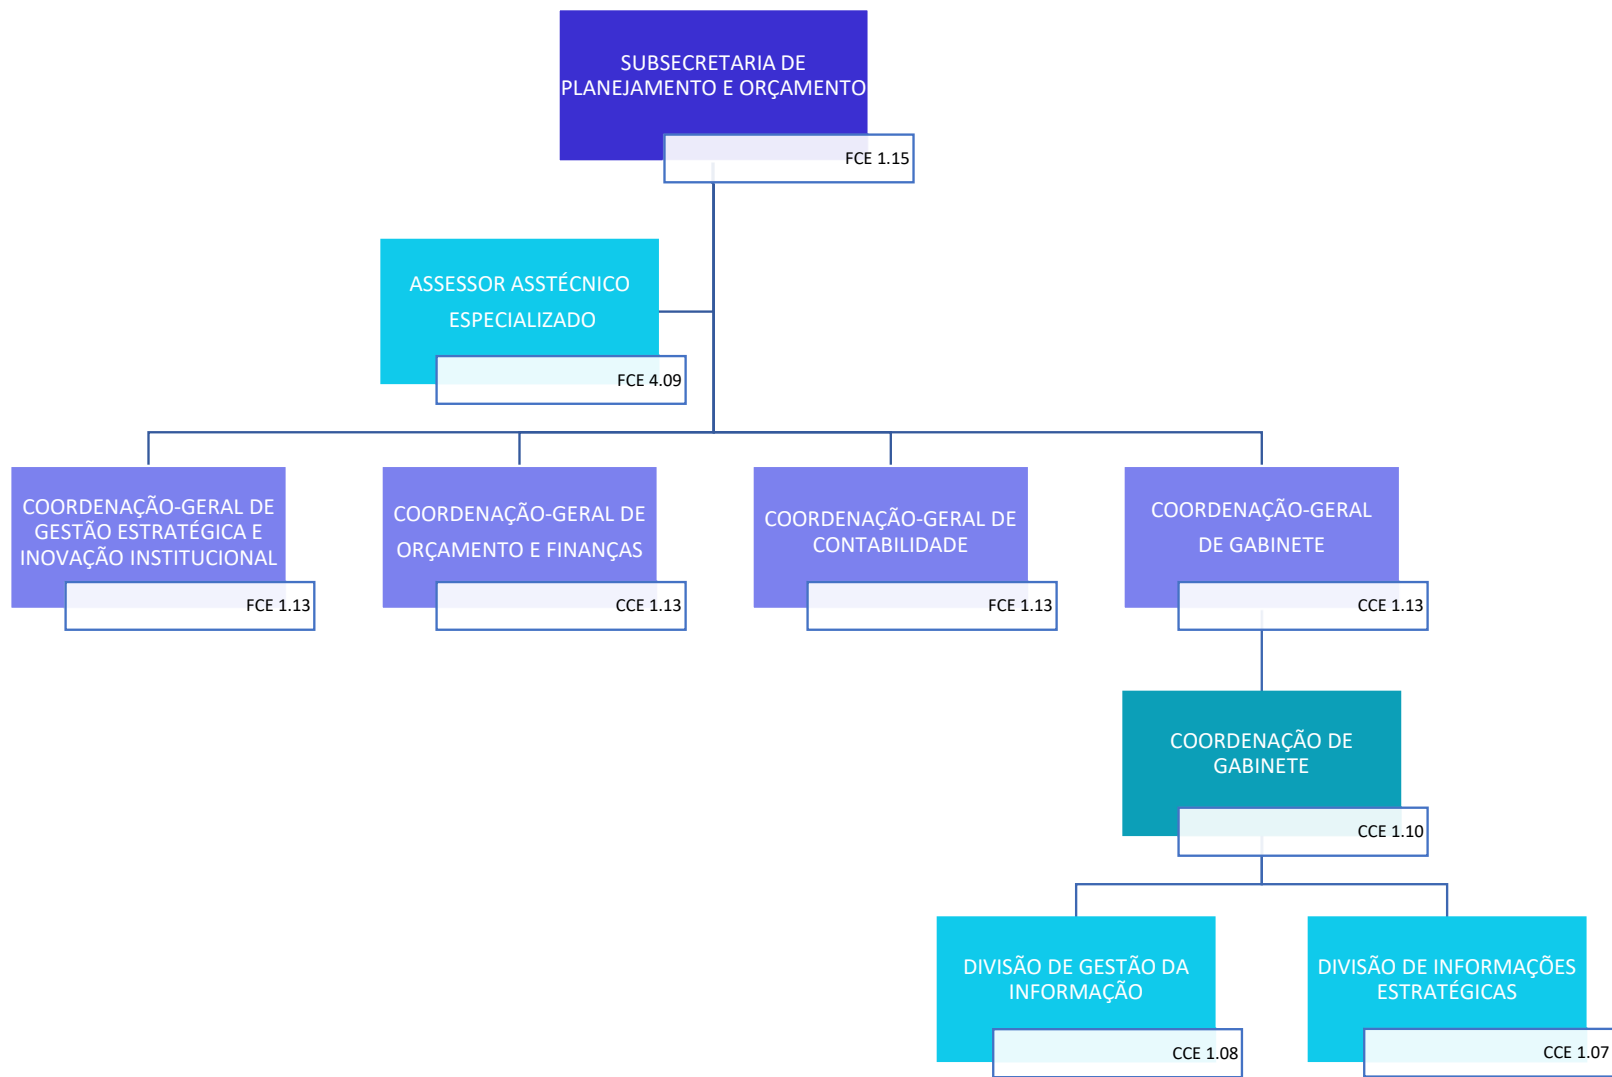 SUBSECRETARIA DE
PLANEJAMENTO E ORÇAMENTO
FCE 1.15
ASSESSOR ASSTÉCNICO
ESPECIALIZADO
FCE 4.09
COORDENAÇÃO-GERAL DE
GESTÃO ESTRATÉGICA E
INOVAÇÃO INSTITUCIONAL
FCE 1.13
COORDENAÇÃO-GERAL DE
ORÇAMENTO E FINANÇAS
CCE 1.13
COORDENAÇÃO-GERAL DE
CONTABILIDADE
FCE 1.13
COORDENAÇÃO-GERAL
DE GABINETE
CCE 1.13
COORDENAÇÃO DE
GABINETE
CCE 1.10
DIVISÃO DE GESTÃO DA
INFORMAÇÃO
CCE 1.08
DIVISÃO DE INFORMAÇÕES
ESTRATÉGICAS
CCE 1.07